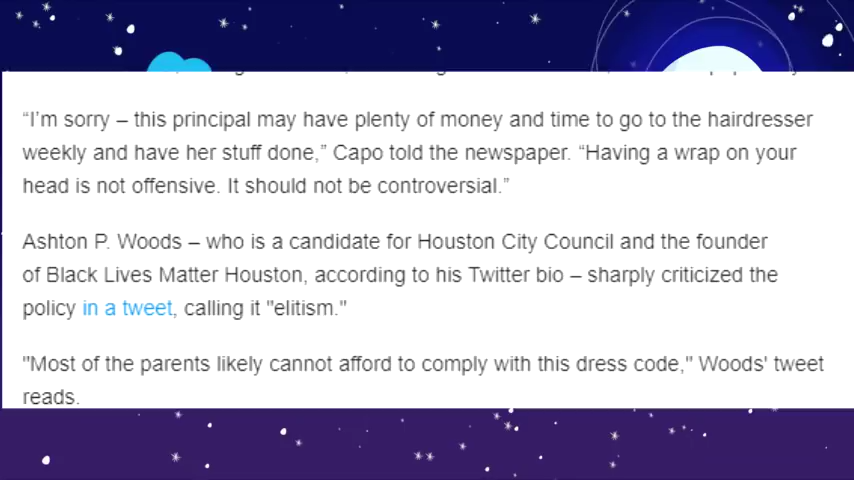 “I’m sorry – this principal may have plenty of money and time to go to the hairdresser
weekly and have her stuff done,” Capo told the newspaper. “Having a wrap on your
head is not offensive. It should not be controversial.”
Ashton P. Woods – who is a candidate for Houston City Council and the founder
of Black Lives Matter Houston, according to his Twitter bio – sharply criticized the
policy in a tweet, calling it "elitism."
"Most of the parents likely cannot afford to comply with this dress code," Woods' tweet
reads.